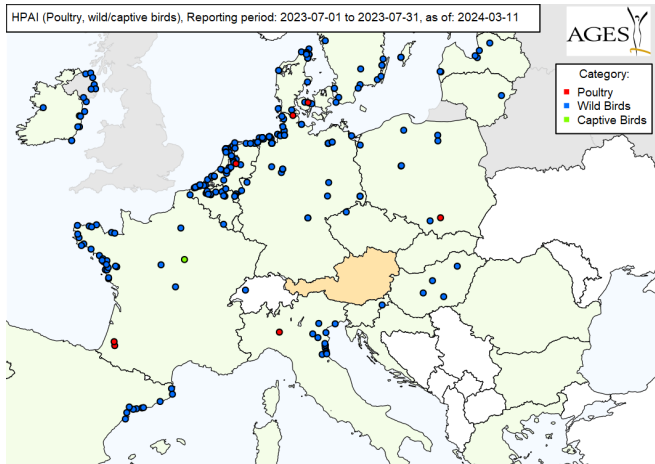 HPAI (Poultry, wild/captive birds), Reporting period: 2023-07-01 to 2023-07-31, as of: 2024-03-11
AGES
Category:
Poultry
Wild Birds
Captive Birds